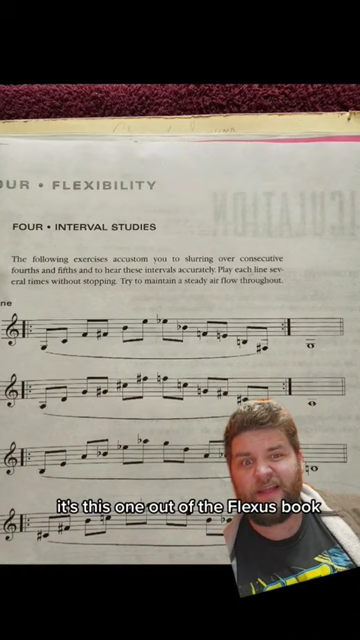 OUR • FLEXIBILITY
FOUR • INTERVAL STUDIES
The following exercises accustom you to slurring over consecutive
fourths and fifths and to hear these intervals accurately. Play each line sev-
eral times without stopping. Try to maintain a steady air flow throughout.
ne
it's this one out of the Flexus book